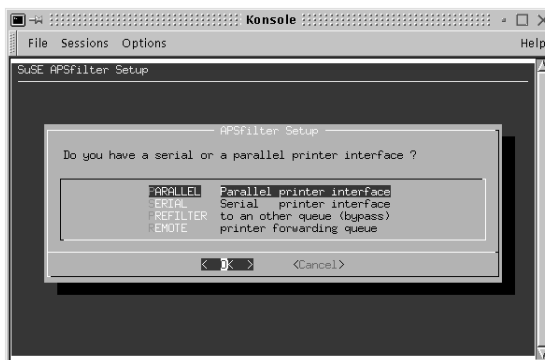 Konsole
File Sessions Options Help
SuSE APSfilter Setup
APSfilter Setup
Do you have a serial or a parallel printer interface ?
PARALLEL Parallel printer interface
SERIAL Serial printer interface
PREFILTER to an other queue (bypass)
REMOTE printer forwarding queue
< OK > <Cancel>